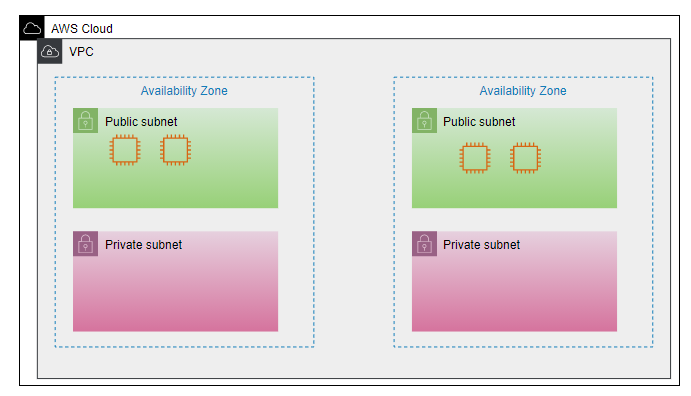 AWS Cloud
VPC
Availability Zone
Public subnet
Private subnet
Availability Zone
Public subnet
Private subnet